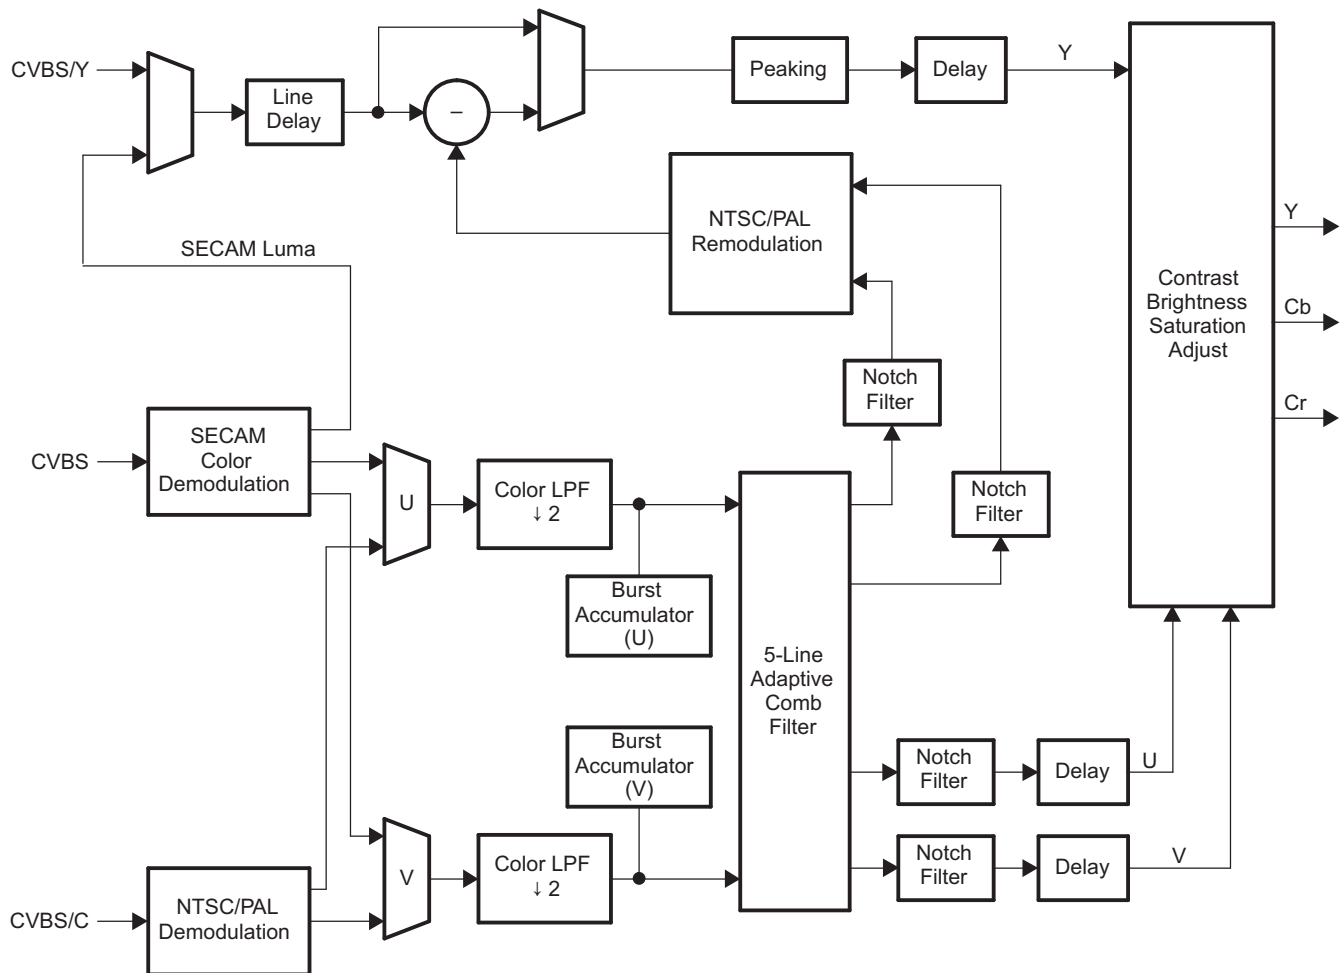 CVBS/Y
Line
Delay
–
Peaking
Delay
Y
NTSC/PAL
Remodulation
SECAM Luma
Contrast
Brightness
Saturation
Adjust
Y
Cb
Cr
Notch
Filter
CVBS
SECAM
Color
Demodulation
U
Color LPF
↓ 2
Notch
Filter
Burst
Accumulator
(U)
5-Line
Adaptive
Comb
Filter
Burst
Accumulator
(V)
Notch
Filter
Delay
U
CVBS/C
NTSC/PAL
Demodulation
V
Color LPF
↓ 2
Notch
Filter
Delay
V